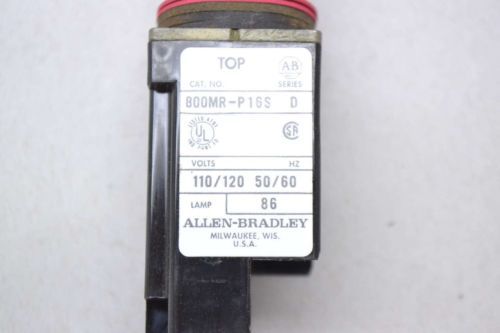 TOP
AB
CAT. NO. SERIES
800MR-P16S D
UL
SA
VOLTS HZ
110/120 50/60
LAMP 86
ALLEN-BRADLEY
MILWAUKEE, WIS.
U.S.A.